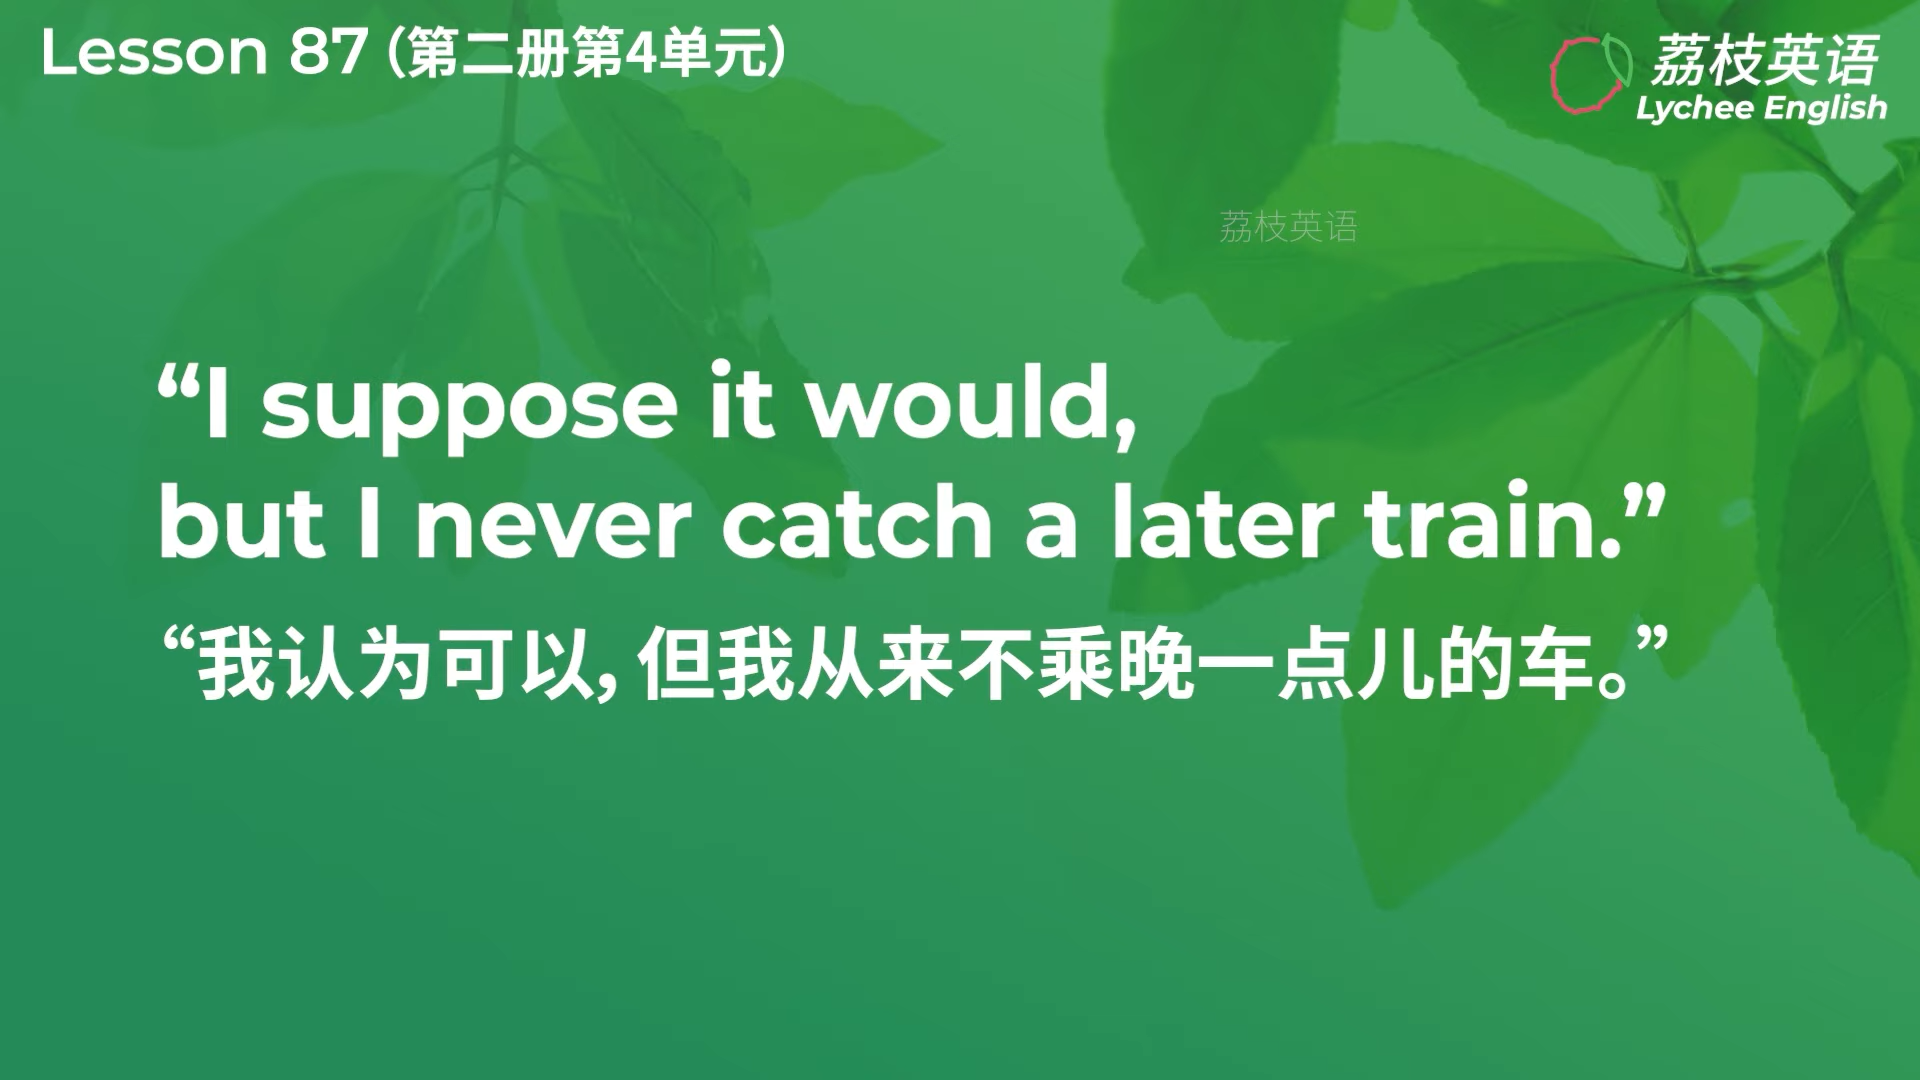 Lesson 87（第二册第4单元）
荔枝英语
Lychee English
荔枝英语
“I suppose it would,
but I never catch a later train.”
“我认为可以, 但我从来不乘晚一点儿的车。”